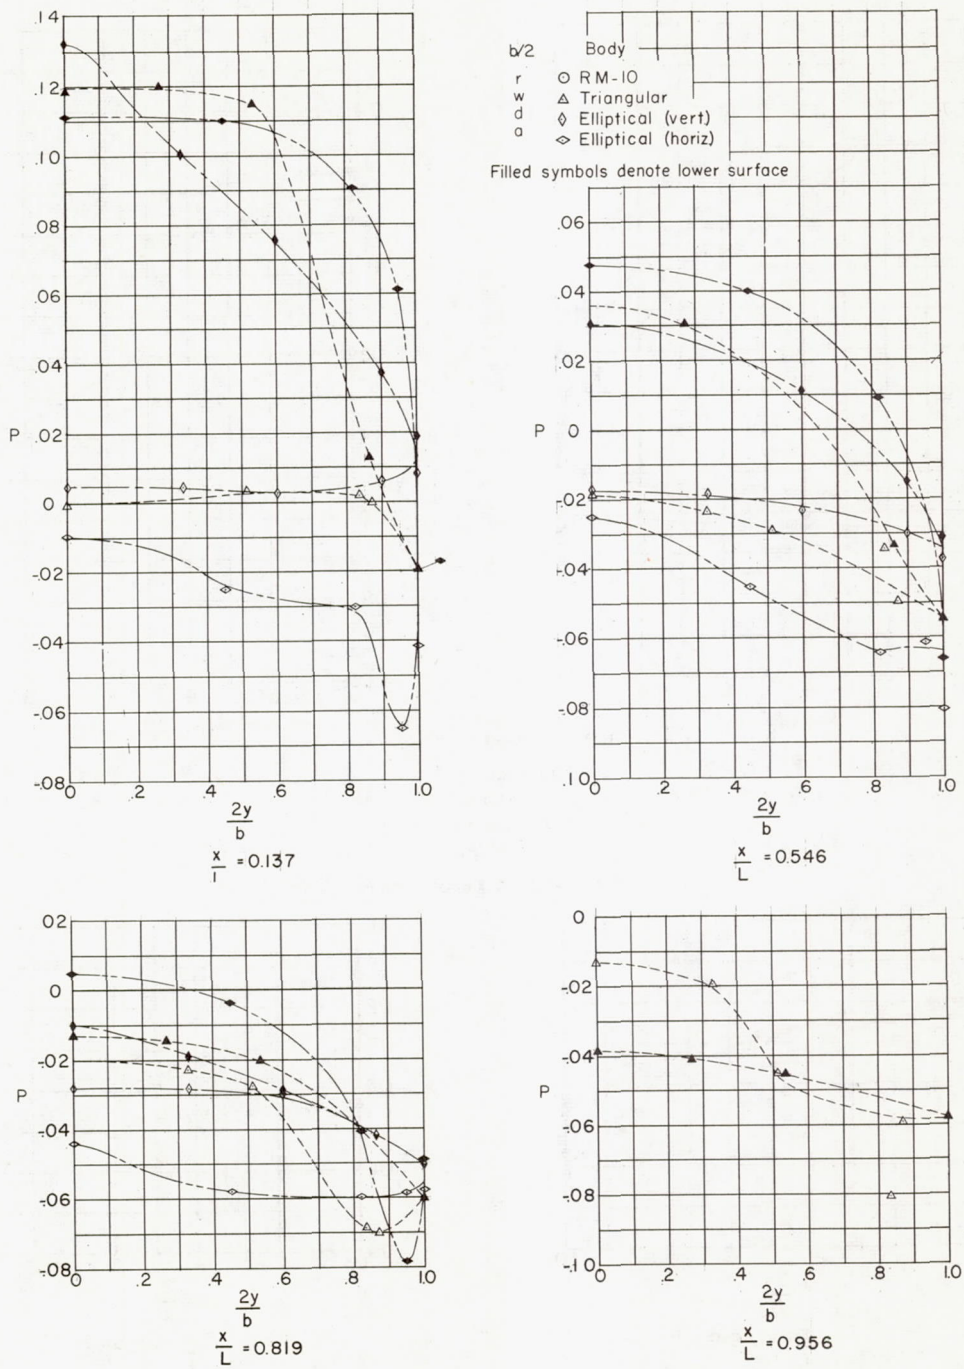 .14
.12
.10
.08
.06
.04
P .02
0
-.02
-.04
-.06
-.08
0 .2 .4 .6 .8 1.0
2y
b
x
l = 0.137
b/2 Body
r RM-10
w Triangular
d Elliptical (vert)
a Elliptical (horiz)
Filled symbols denote lower surface
.06
.04
.02
P 0
-.02
-.04
-.06
-.08
.10
0 .2 .4 .6 .8 1.0
2y
b
x
L = 0.546
02
0
-.02
P
-.04
-.06
-.08
0 .2 .4 .6 .8 1.0
2y
b
x
L = 0.819
0
-.02
-.04
P
-.06
-.08
-.10
0 .2 .4 .6 .8 1.0
2y
b
x
L = 0.956